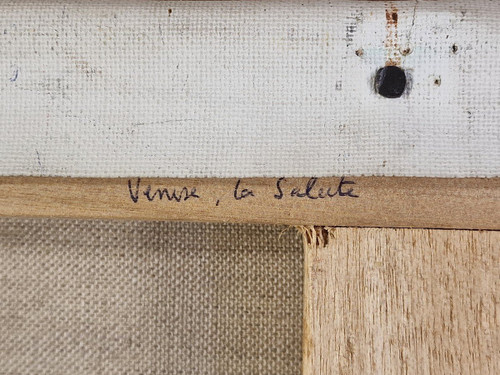 Venise, la Salute